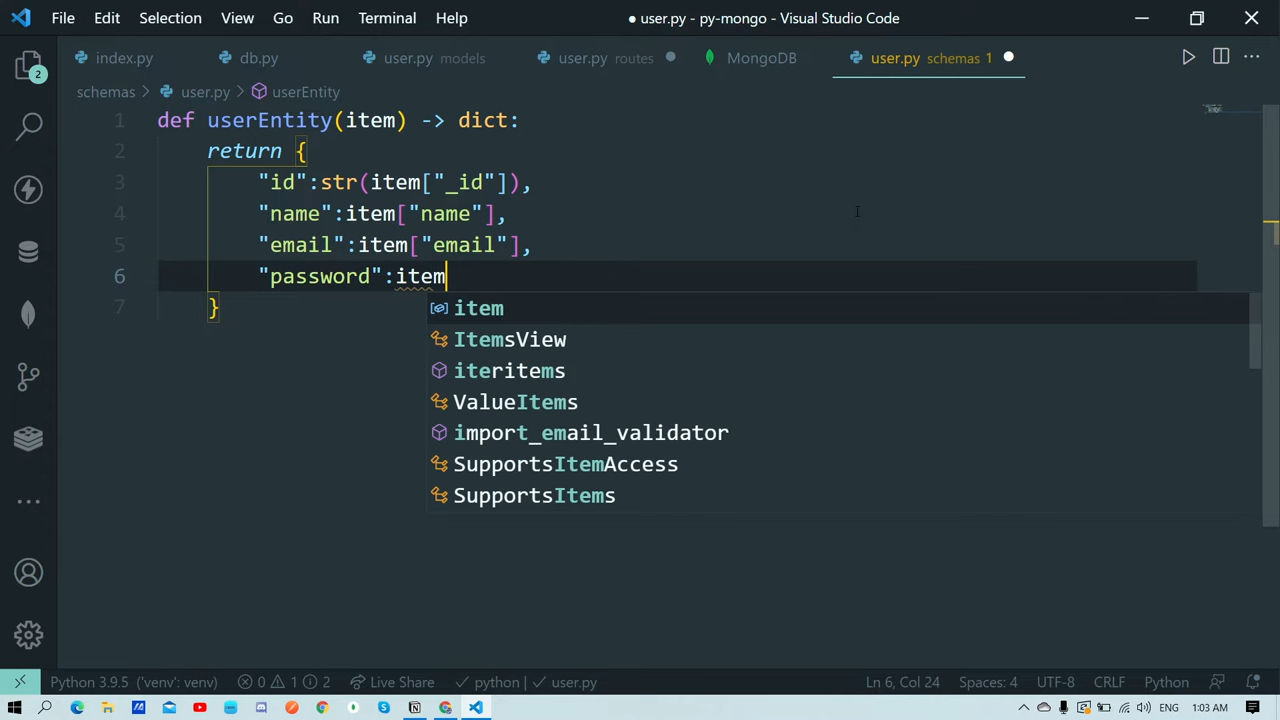 File Edit Selection View Go Run Terminal Help ● user.py - py-mongo - Visual Studio Code
index.py db.py user.py models user.py routes MongoDB user.py schemas 1
schemas > user.py > userEntity
1 def userEntity(item) -> dict:
2 return {
3 "id":str(item["_id"]),
4 "name":item["name"],
5 "email":item["email"],
6 "password":item
7 }
item
ItemsView
iteritems
ValueItems
import_email_validator
SupportsItemAccess
SupportsItems
2
Python 3.9.5 ('venv': venv) 0 1 2 Live Share ✓ python | ✓ user.py Ln 6, Col 24 Spaces: 4 UTF-8 CRLF Python
ENG 1:03 AM